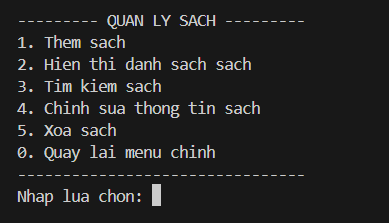 --------- QUAN LY SACH ---------
1. Them sach
2. Hien thi danh sach sach
3. Tim kiem sach
4. Chinh sua thong tin sach
5. Xoa sach
0. Quay lai menu chinh
--------------------------------
Nhap lua chon: